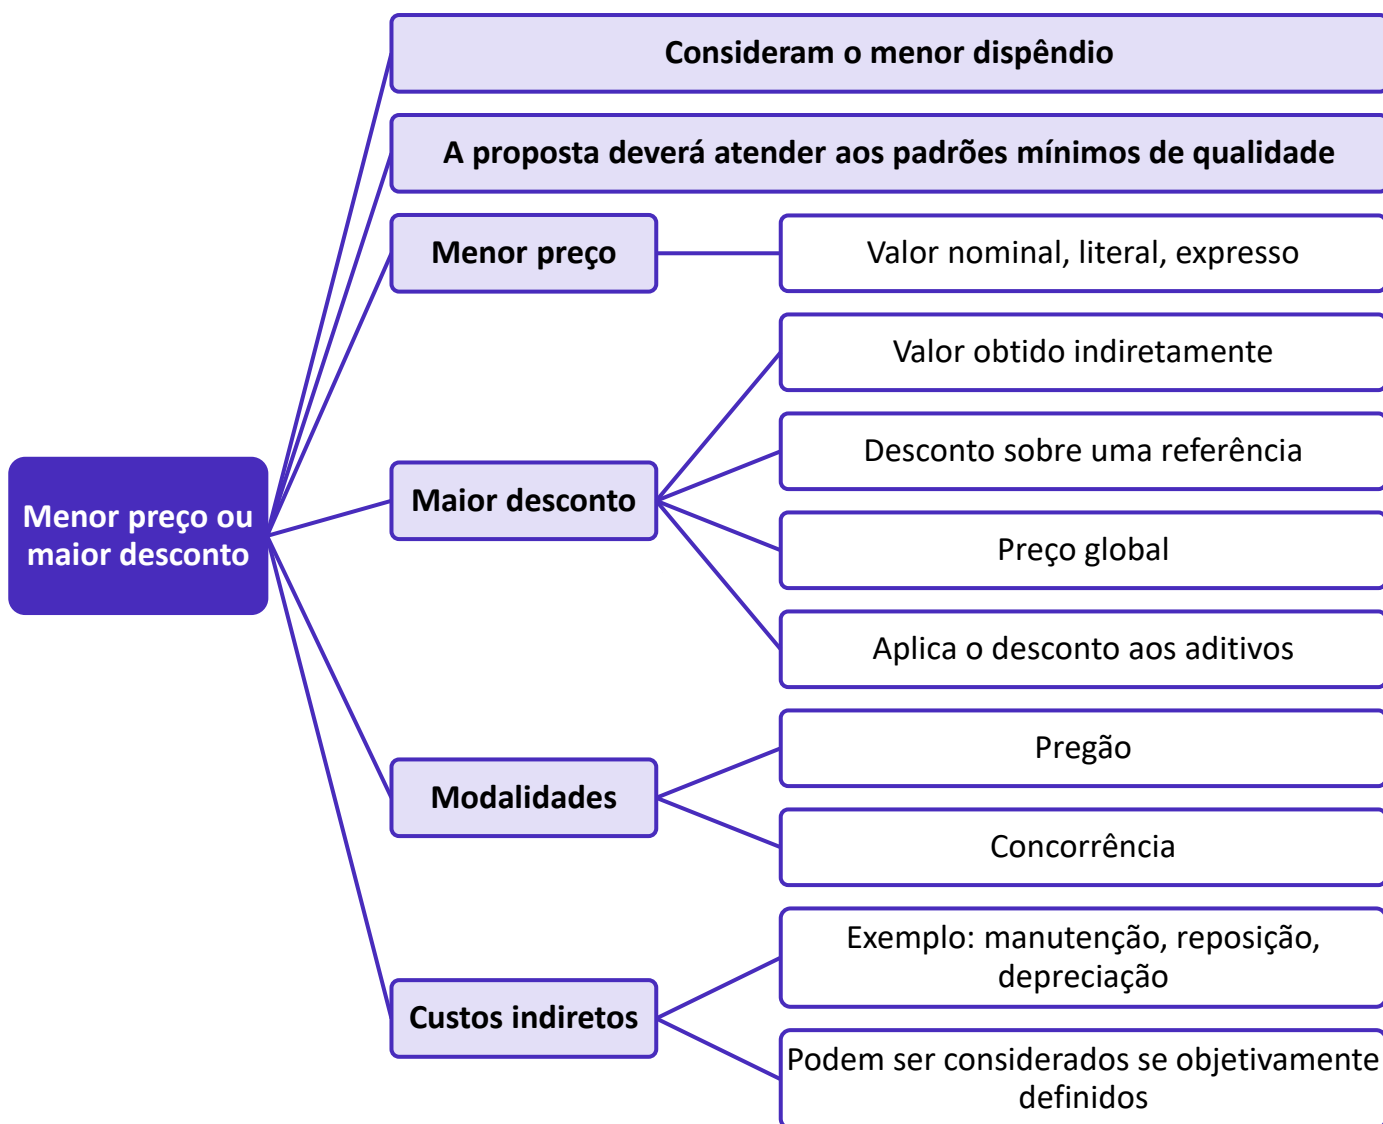 Menor preço ou
maior desconto
Consideram o menor dispêndio
A proposta deverá atender aos padrões mínimos de qualidade
Menor preço
Valor nominal, literal, expresso
Maior desconto
Valor obtido indiretamente
Desconto sobre uma referência
Preço global
Aplica o desconto aos aditivos
Modalidades
Pregão
Concorrência
Custos indiretos
Exemplo: manutenção, reposição,
depreciação
Podem ser considerados se objetivamente
definidos